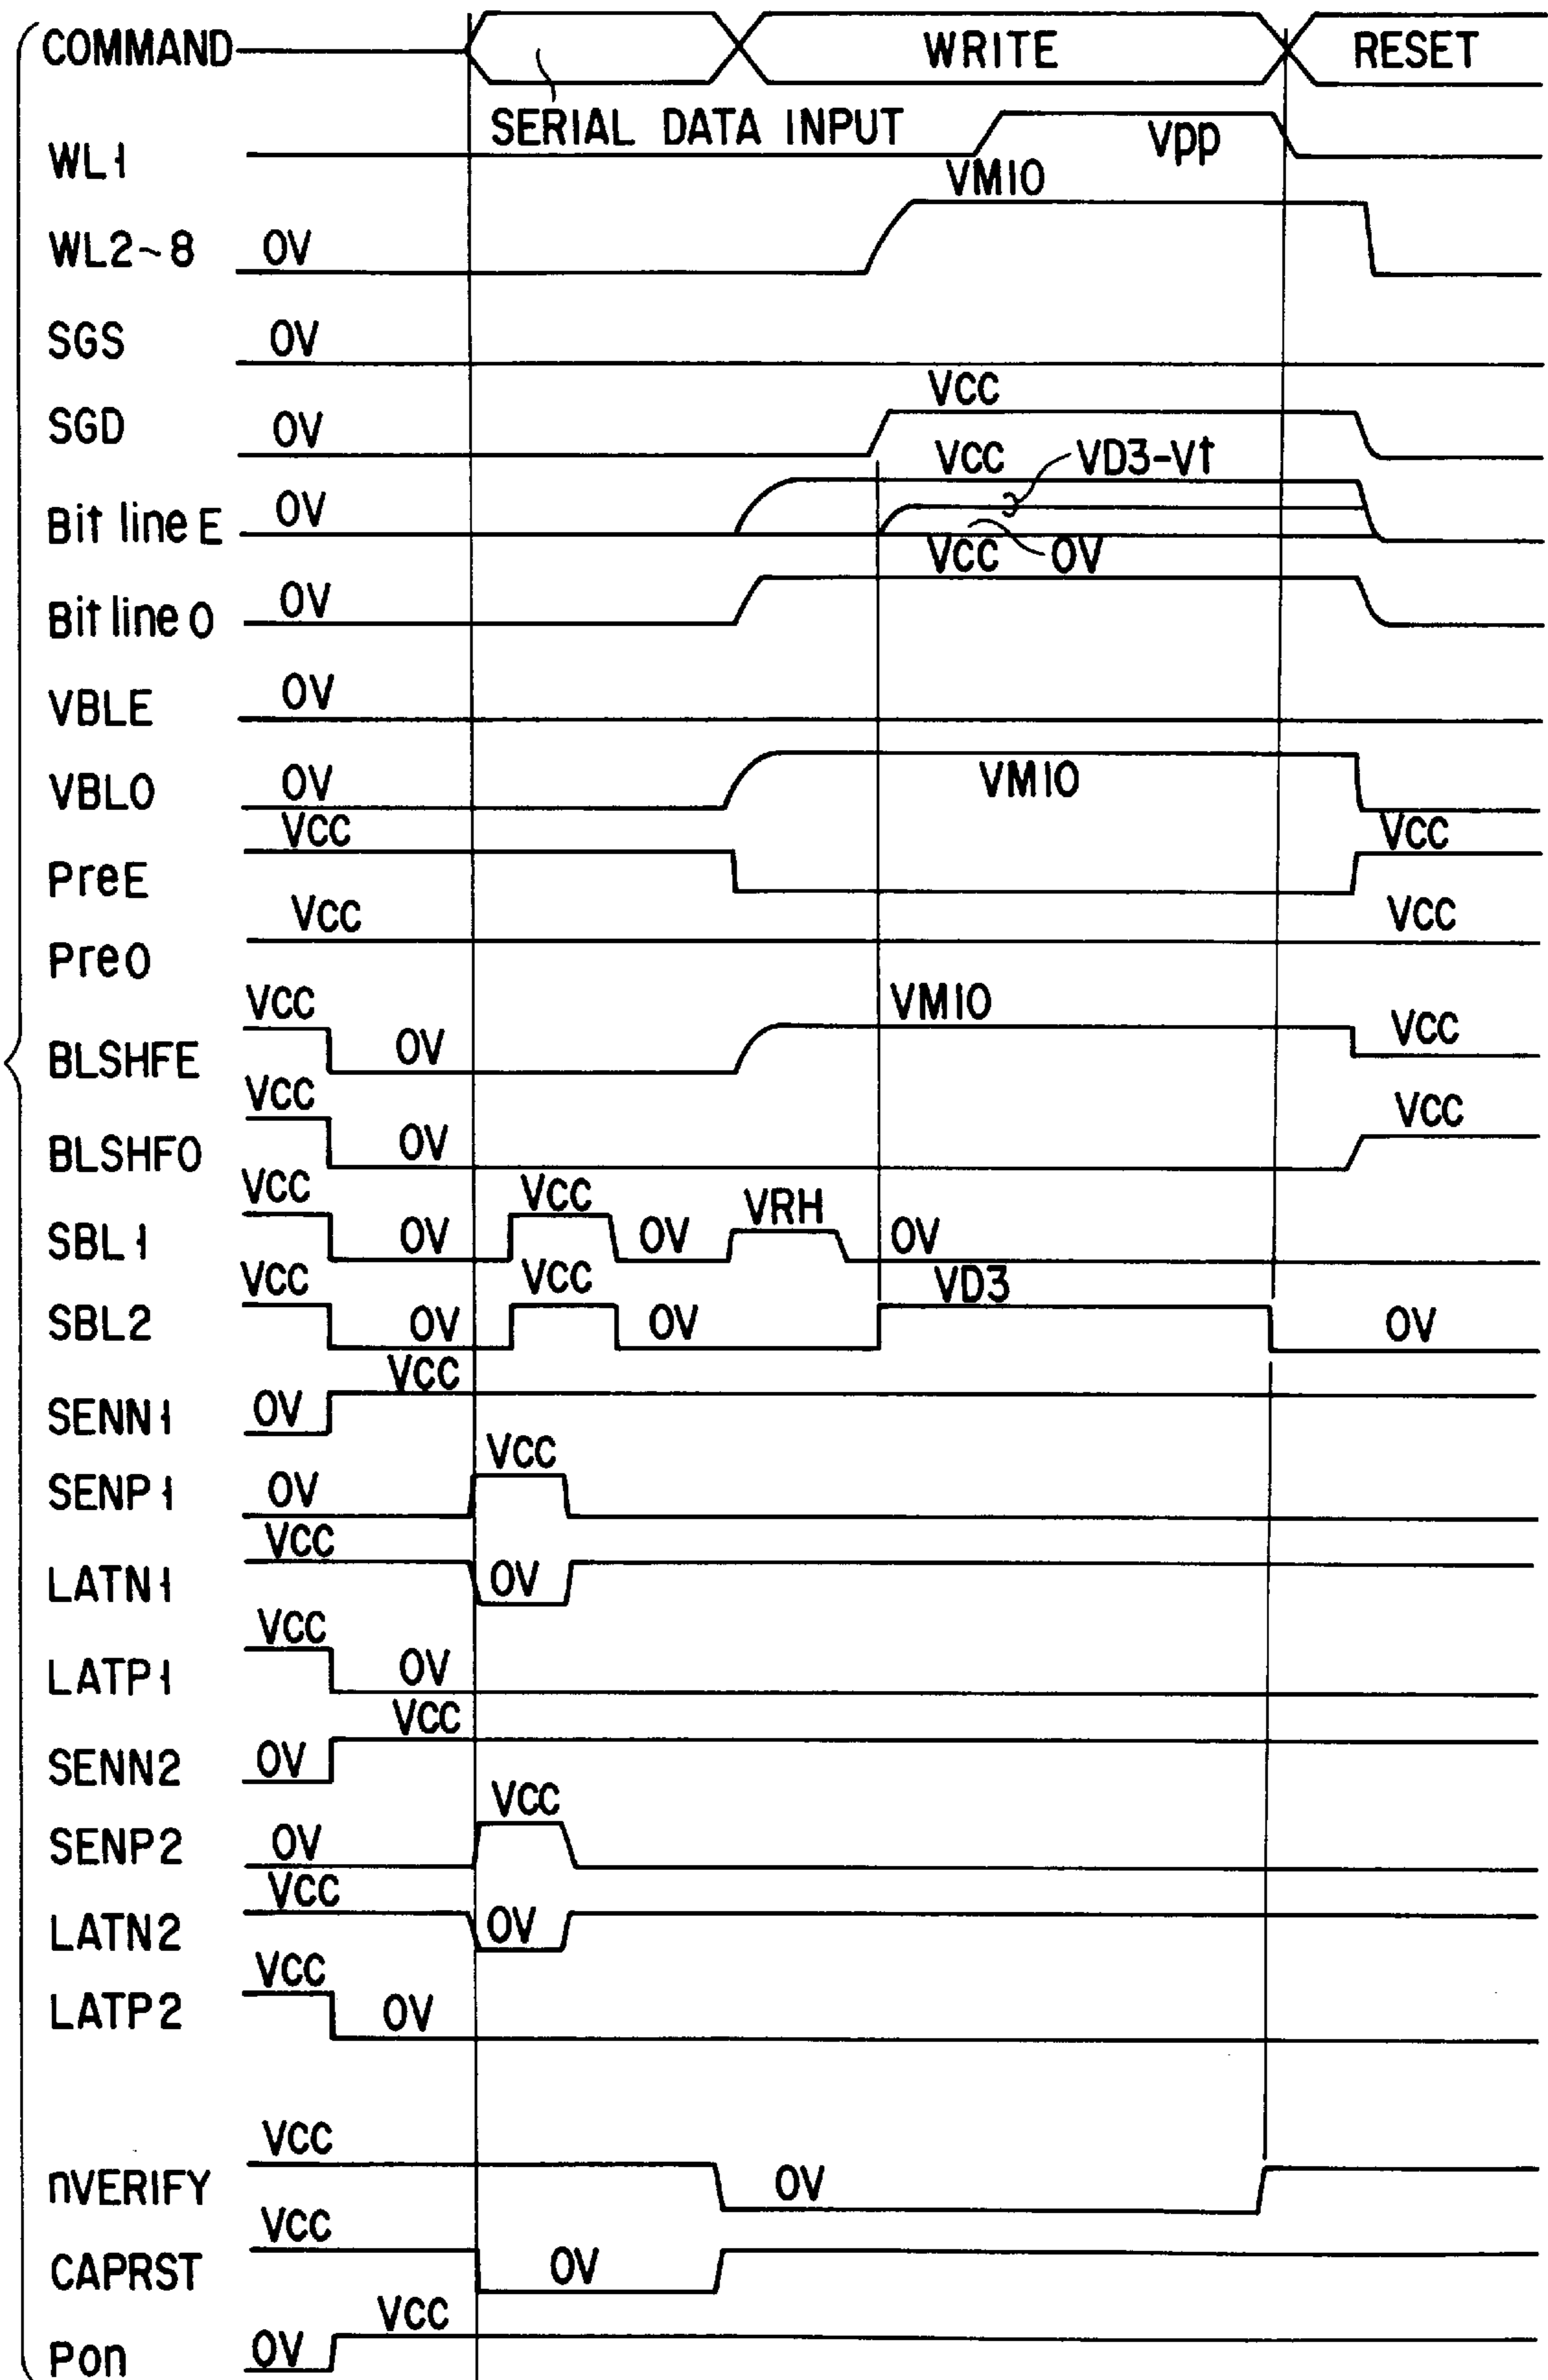 COMMAND WRITE RESET
SERIAL DATA INPUT
WL1 Vpp
VM10
WL2~8 0V
SGS 0V
VCC
SGD 0V
VCC VD3-Vt
Bit line E 0V
VCC 0V
Bit line O 0V
VBLE 0V
VBLO 0V VM10
VCC VCC
PreE
VCC VCC
PreO
VCC VM10 VCC
BLSHFE 0V
VCC VCC
BLSHFO 0V
VCC VCC VRH
SBL1 0V 0V 0V
VCC VCC VD3
SBL2 0V 0V 0V
VCC
SENN1 0V
VCC
SENP1 0V
VCC
LATN1 0V
VCC
LATP1 0V
VCC
SENN2 0V
VCC
SENP2 0V
VCC
LATN2 0V
VCC
LATP2 0V
VCC
nVERIFY 0V
VCC
CAPRST 0V
VCC
Pon 0V